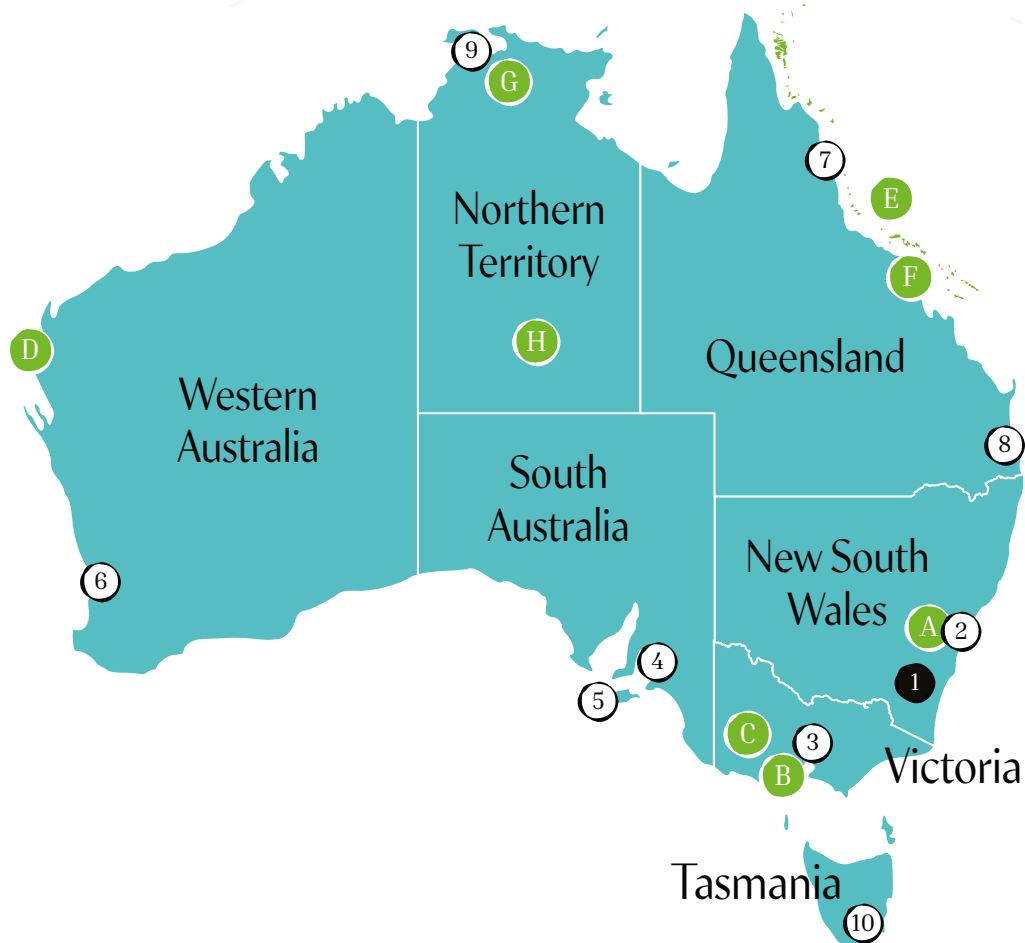 9
G
7
E
Northern
Territory
F
H
D
Queensland
Western
Australia
8
South
Australia
New South
Wales
6
A
2
4
1
5
C
3
B
Victoria
Tasmania
10